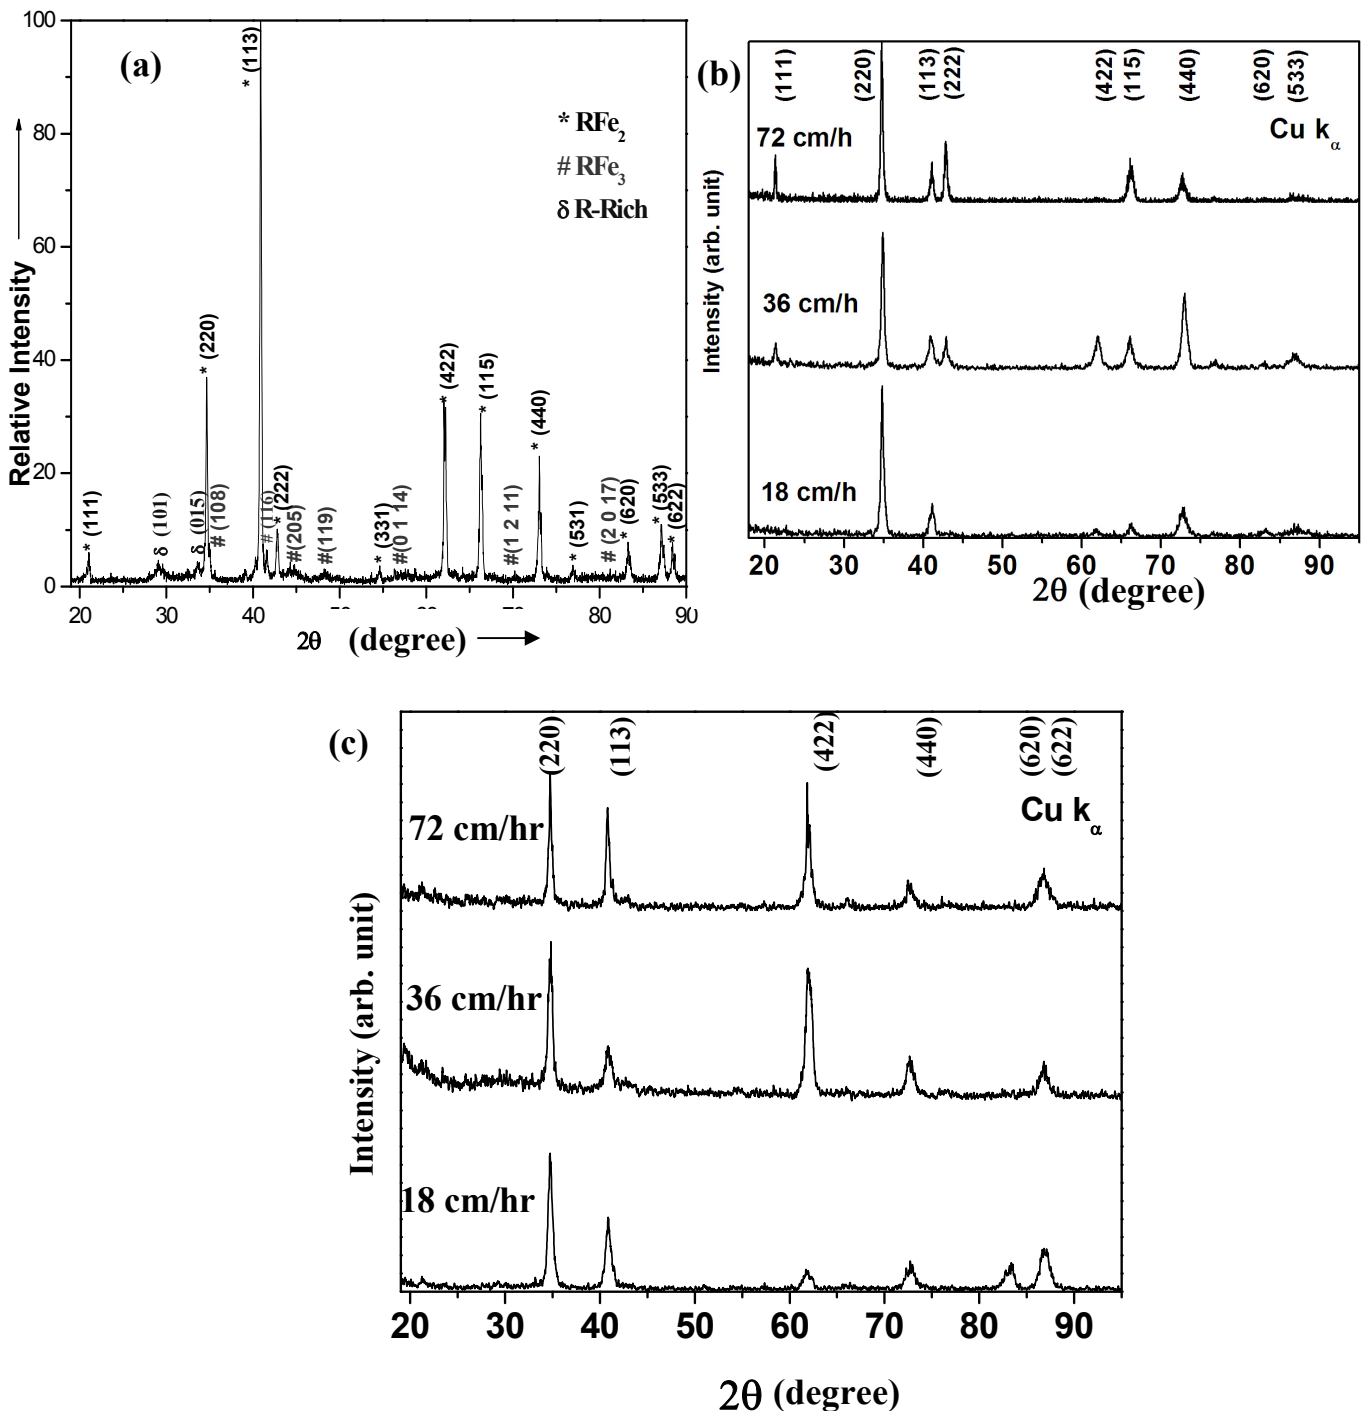 (a)
100
80
60
40
20
0
Relative Intensity
* RFe2
# RFe3
δ R-Rich
* (111)
δ (101)
δ (015)
* (220)
# (108)
* (113)
# (116)
* (222)
#(205)
#(119)
* (331)
#(0 1 14)
* (422)
* (115)
#(1 2 11)
* (440)
* (531)
# (2 0 17)
* (620)
* (533)
* (622)
20 30 40 60 80 90
2θ (degree)
(b)
(111) (220) (113) (222) (422) (115) (440) (620) (533)
Cu kα
72 cm/h
36 cm/h
18 cm/h
Intensity (arb. unit)
20 30 40 50 60 70 80 90
2θ (degree)
(c)
(220) (113) (422) (440) (620) (622)
Cu kα
72 cm/hr
36 cm/hr
18 cm/hr
Intensity (arb. unit)
20 30 40 50 60 70 80 90
2θ (degree)